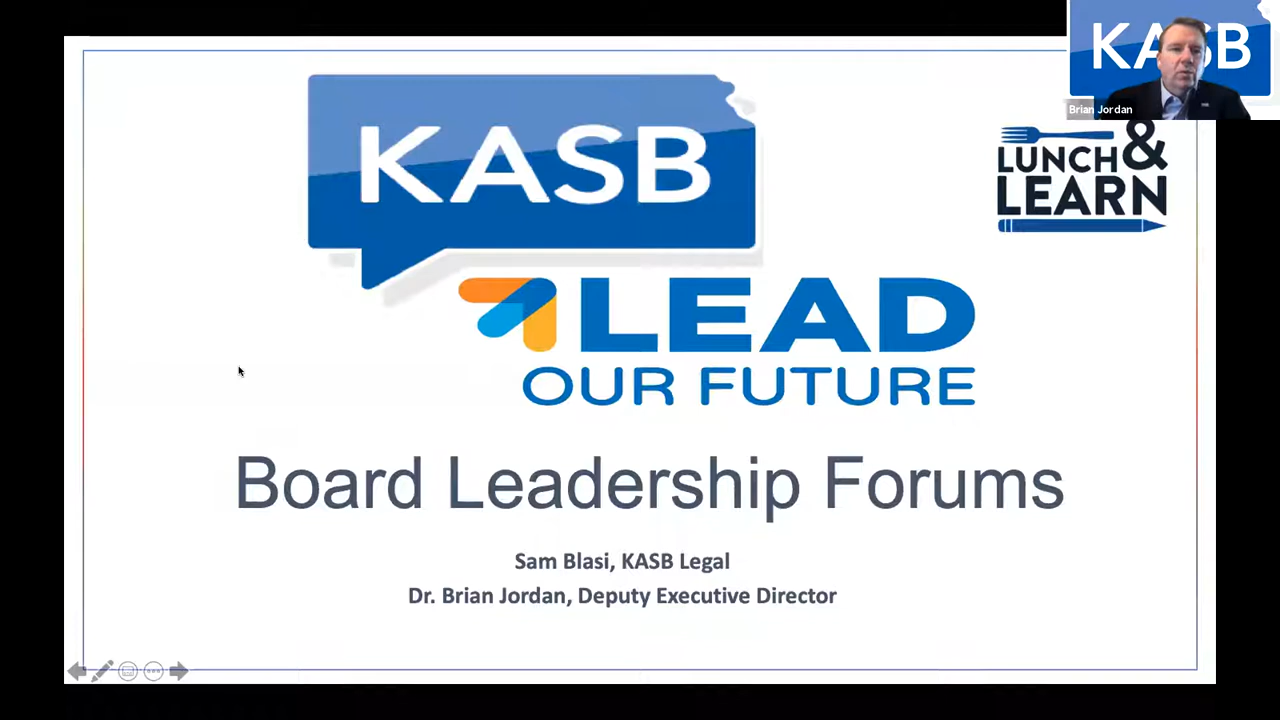 KASB
KASB
Brian Jordan
LUNCH &
LEARN
LEAD
OUR FUTURE
Board Leadership Forums
Sam Blasi, KASB Legal
Dr. Brian Jordan, Deputy Executive Director